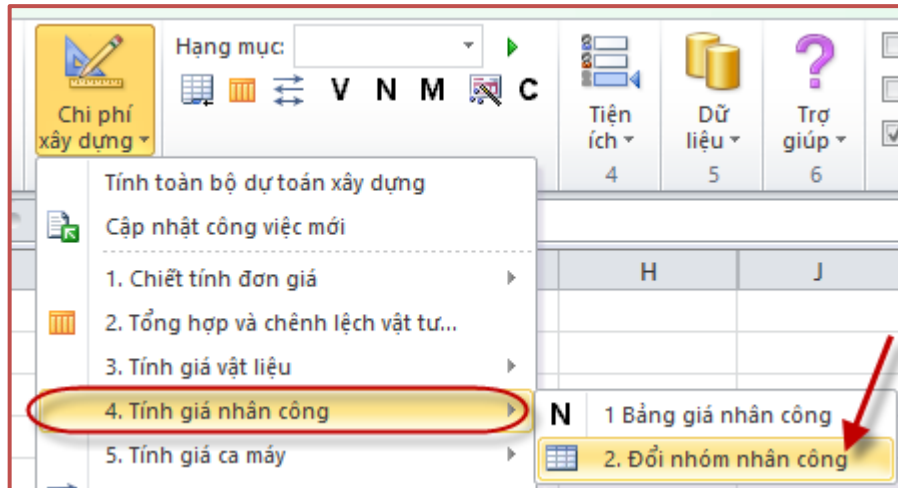 Hạng mục:
V N M C
Chi phí
xây dựng
Tiện
ích
Dữ
liệu
Trợ
giúp
4 5 6
Tính toàn bộ dự toán xây dựng
Cập nhật công việc mới
H J
1. Chiết tính đơn giá
2. Tổng hợp và chênh lệch vật tư...
3. Tính giá vật liệu
4. Tính giá nhân công
N 1 Bảng giá nhân công
5. Tính giá ca máy
2. Đổi nhóm nhân công